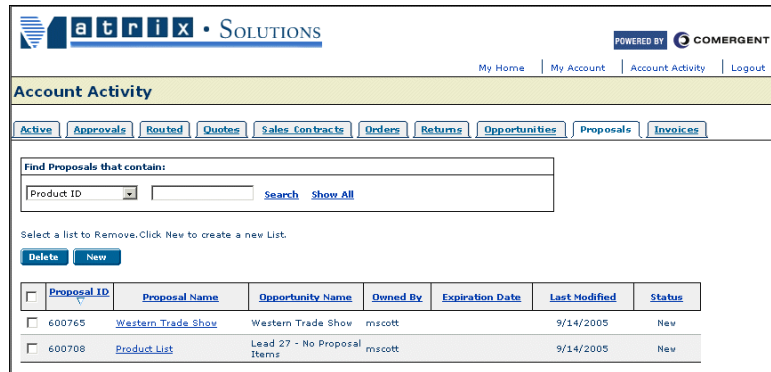 Matrix • SOLUTIONS
POWERED BY COMERGENT
My Home | My Account | Account Activity | Logout
Account Activity
Active Approvals Routed Quotes Sales Contracts Orders Returns Opportunities Proposals Invoices
Find Proposals that contain:
Product ID Search Show All
Select a list to Remove.Click New to create a new List.
Delete New
Proposal ID Proposal Name Opportunity Name Owned By Expiration Date Last Modified Status
600765 Western Trade Show Western Trade Show mscott 9/14/2005 New
600708 Product List Lead 27 - No Proposal Items mscott 9/14/2005 New